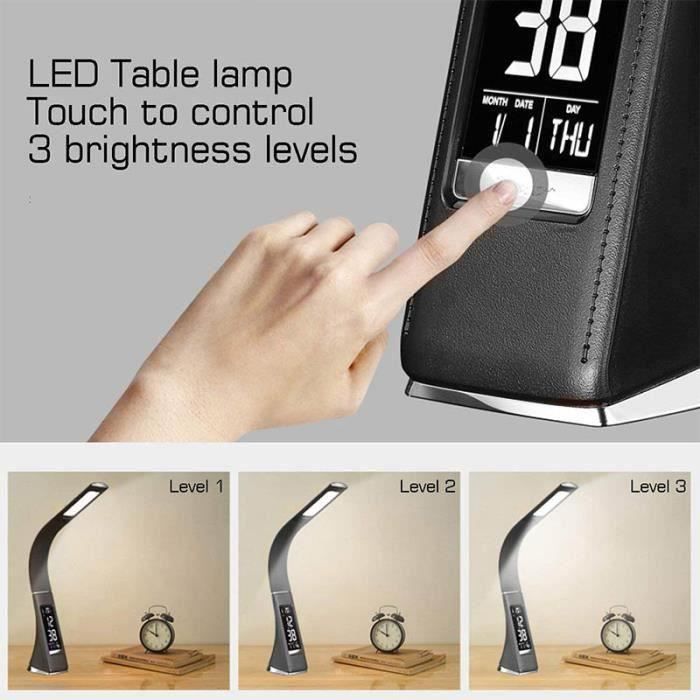 LED Table lamp
Touch to control
3 brightness levels
38
MONTH DATE DAY
1 1 THU
Level 1
Level 2
Level 3